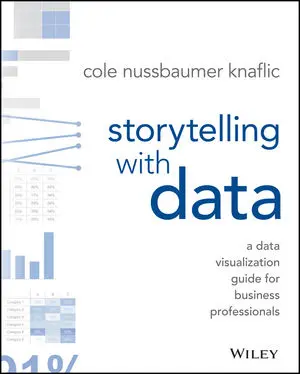 cole nussbaumer knaflic
storytelling
with
data
a data
visualization
guide for
business
professionals
WILEY